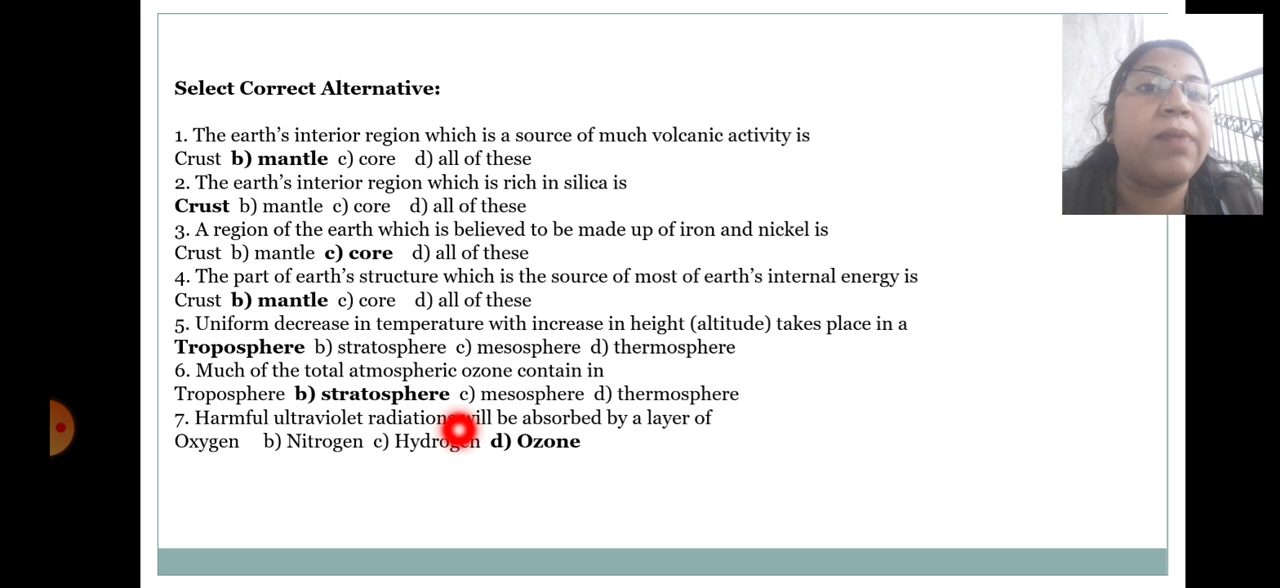 Select Correct Alternative:
1. The earth's interior region which is a source of much volcanic activity is
Crust b) mantle c) core d) all of these
2. The earth's interior region which is rich in silica is
Crust b) mantle c) core d) all of these
3. A region of the earth which is believed to be made up of iron and nickel is
Crust b) mantle c) core d) all of these
4. The part of earth's structure which is the source of most of earth's internal energy is
Crust b) mantle c) core d) all of these
5. Uniform decrease in temperature with increase in height (altitude) takes place in a
Troposphere b) stratosphere c) mesosphere d) thermosphere
6. Much of the total atmospheric ozone contain in
Troposphere b) stratosphere c) mesosphere d) thermosphere
7. Harmful ultraviolet radiations will be absorbed by a layer of
Oxygen b) Nitrogen c) Hydrogen d) Ozone